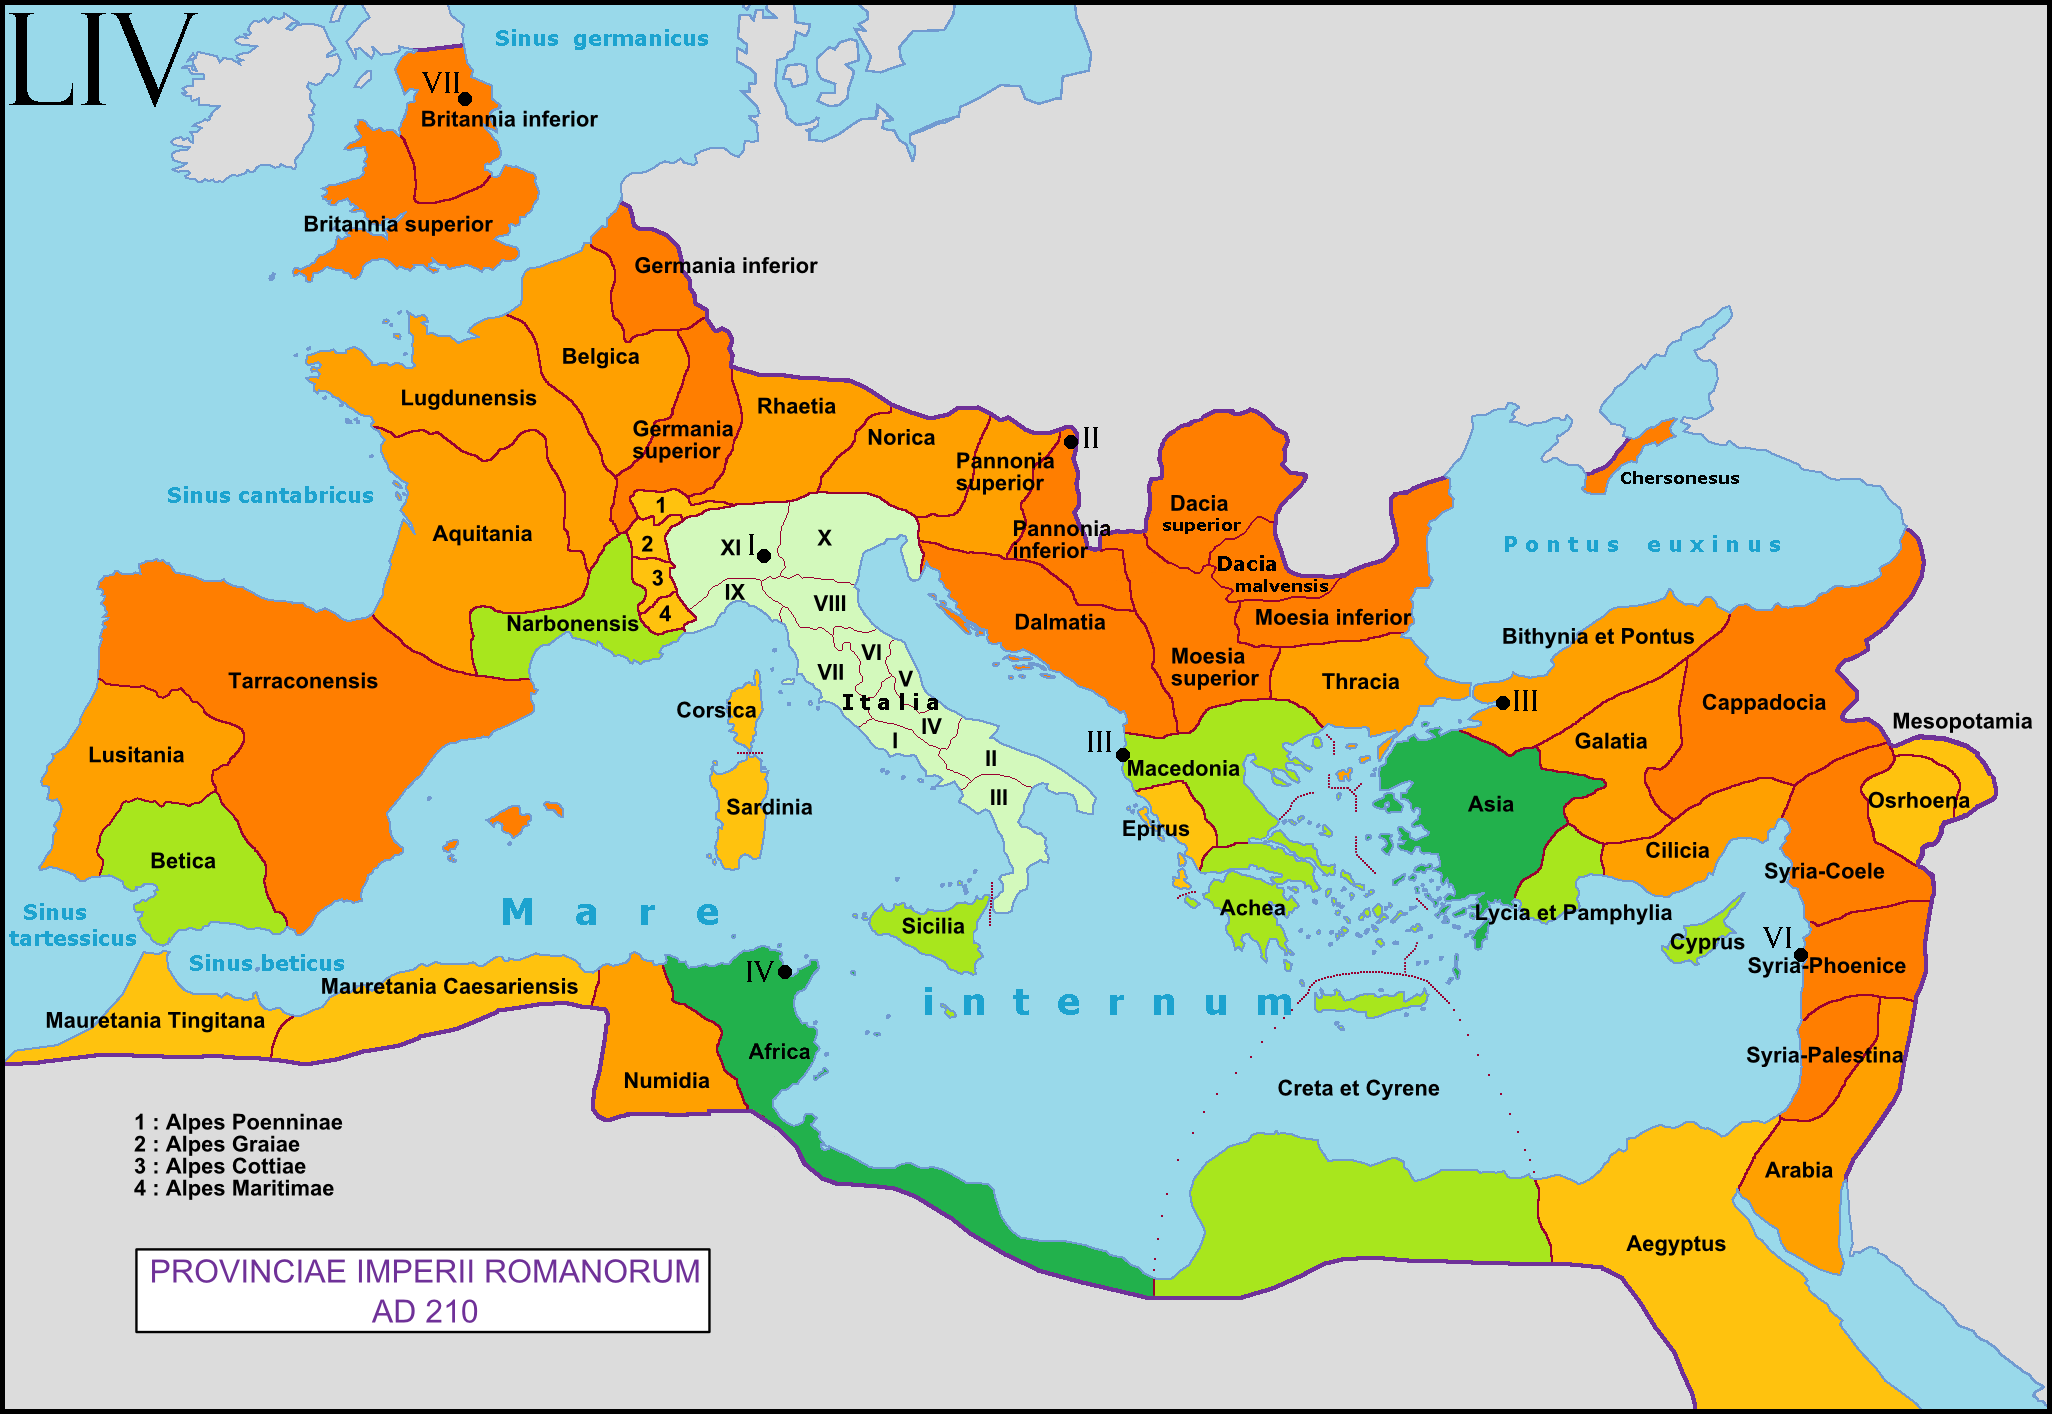 LIV
Sinus germanicus
VII
Britannia inferior
Britannia superior
Germania inferior
Belgica
Lugdunensis
Rhaetia
Germania
superior
Norica
II
Pannonia
superior
Pannonia
inferior
Dacia
superior
Dacia
malvensis
Chersonesus
Sinus cantabricus
Aquitania
1
2
3
4
XI
I
X
IX
VIII
VI
VII
V
Italia
IV
I
II
III
Pontus euxinus
Narbonensis
Dalmatia
Moesia inferior
Moesia
superior
Thracia
Bithynia et Pontus
III
Cappadocia
Mesopotamia
Osrhoena
Galatia
Tarraconensis
Lusitania
Betica
Corsica
Sardinia
III
Macedonia
Epirus
Asia
Cilicia
Syria-Coele
Achea
Lycia et Pamphylia
Cyprus
VI
Syria-Phoenice
Sinus
tartessicus
Sinus beticus
Mare
internum
Sicilia
Mauretania Caesariensis
Mauretania Tingitana
IV
Africa
Numidia
Syria-Palestina
Creta et Cyrene
Arabia
Aegyptus
1 : Alpes Poenninae
2 : Alpes Graiae
3 : Alpes Cottiae
4 : Alpes Maritimae
PROVINCIAE IMPERII ROMANORUM
AD 210